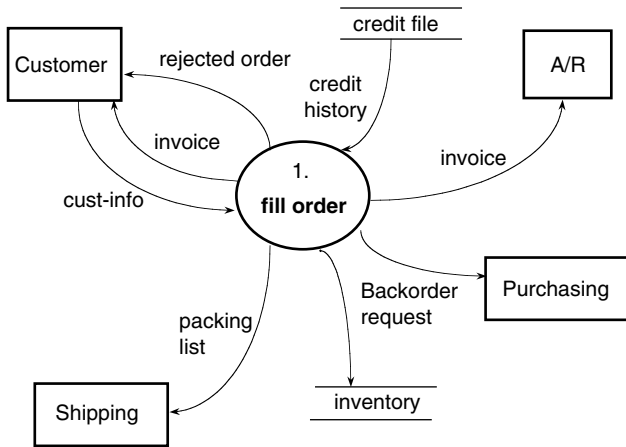 credit file
Customer
rejected order
A/R
credit
history
invoice
invoice
1.
fill order
cust-info
Backorder
request
Purchasing
packing
list
inventory
Shipping